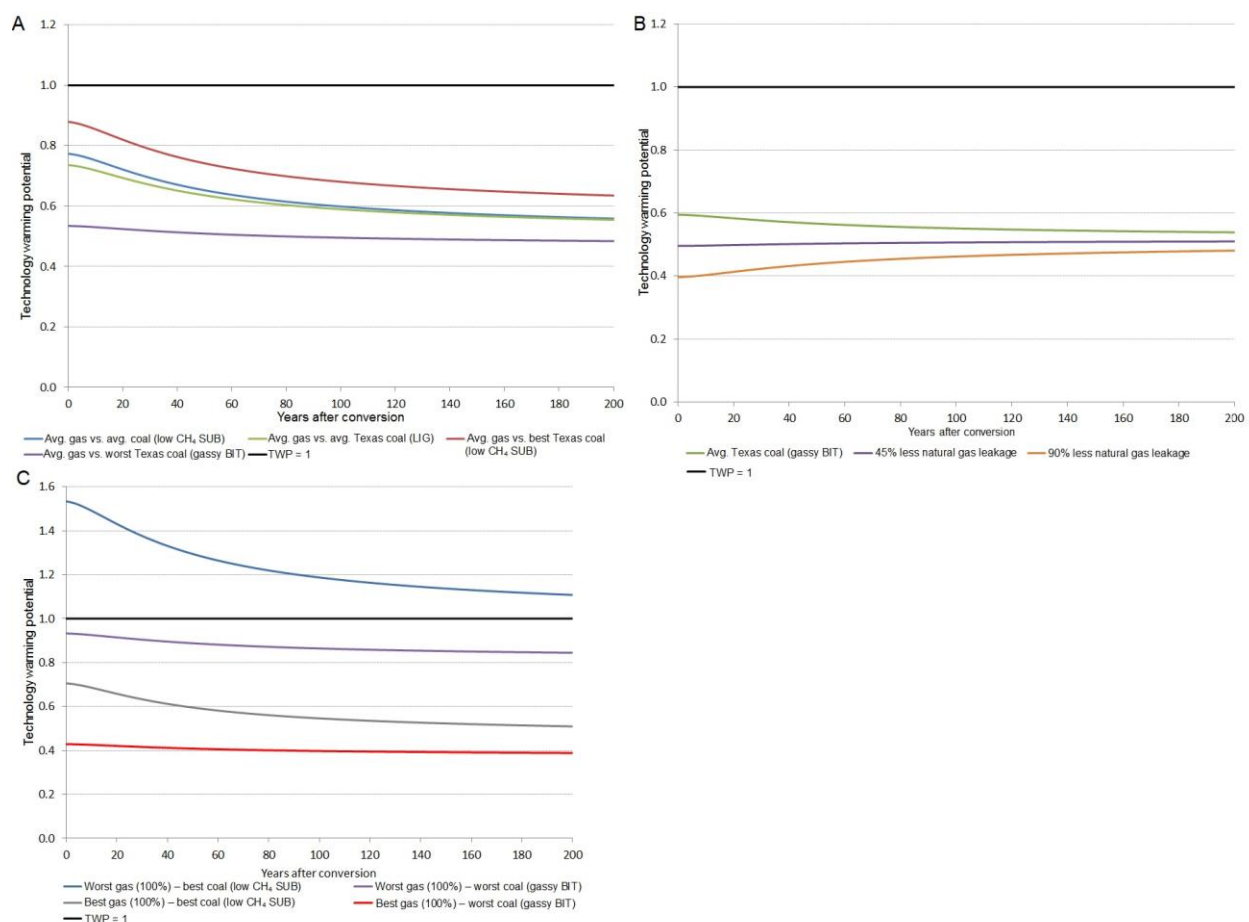 A
Technology warming potential
1.2
1.0
0.8
0.6
0.4
0.2
0.0
0 20 40 60 80 100 120 140 160 180 200
Years after conversion
Avg. gas vs. avg. coal (low CH₄ SUB)
Avg. gas vs. avg. Texas coal (LIG)
Avg. gas vs. best Texas coal
(low CH₄ SUB)
Avg. gas vs. worst Texas coal (gassy BIT)
TWP = 1
B
Technology warming potential
1.2
1.0
0.8
0.6
0.4
0.2
0.0
0 20 40 60 80 100 120 140 160 180 200
Years after conversion
Avg. Texas coal (gassy BIT)
45% less natural gas leakage
90% less natural gas leakage
TWP = 1
C
Technology warming potential
1.6
1.4
1.2
1.0
0.8
0.6
0.4
0.2
0.0
0 20 40 60 80 100 120 140 160 180 200
Years after conversion
Worst gas (100%) – best coal (low CH₄ SUB)
Worst gas (100%) – worst coal (gassy BIT)
Best gas (100%) – best coal (low CH₄ SUB)
Best gas (100%) – worst coal (gassy BIT)
TWP = 1